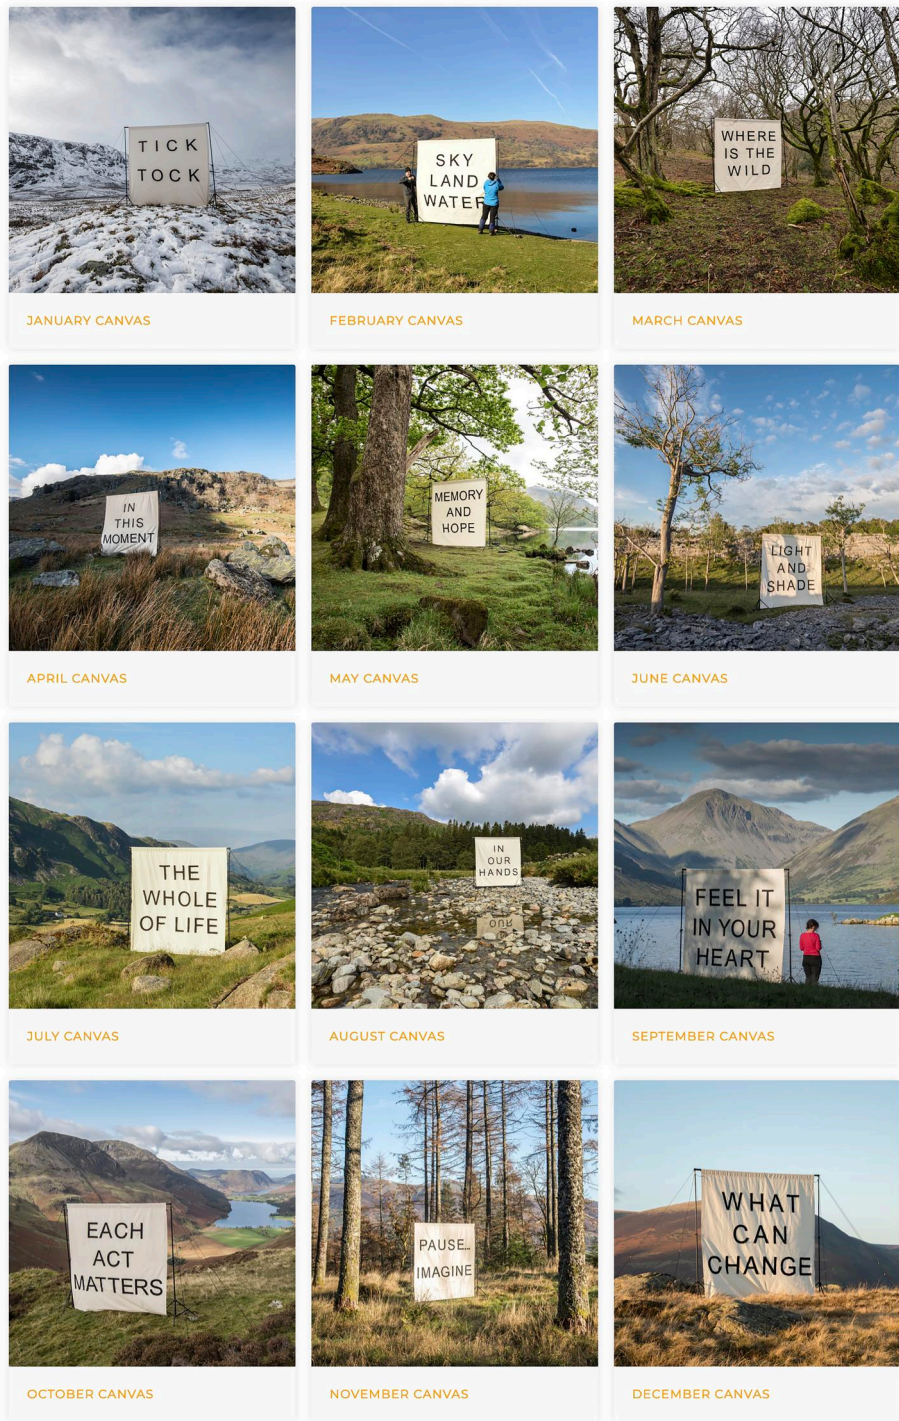 TICK
TOCK
JANUARY CANVAS
SKY
LAND
WATER
FEBRUARY CANVAS
WHERE
IS THE
WILD
MARCH CANVAS
IN
THIS
MOMENT
APRIL CANVAS
MEMORY
AND
HOPE
MAY CANVAS
LIGHT
AND
SHADE
JUNE CANVAS
THE
WHOLE
OF LIFE
JULY CANVAS
IN
OUR
HANDS
OUR
AUGUST CANVAS
FEEL IT
IN YOUR
HEART
SEPTEMBER CANVAS
EACH
ACT
MATTERS
OCTOBER CANVAS
PAUSE...
IMAGINE
NOVEMBER CANVAS
WHAT
CAN
CHANGE
DECEMBER CANVAS